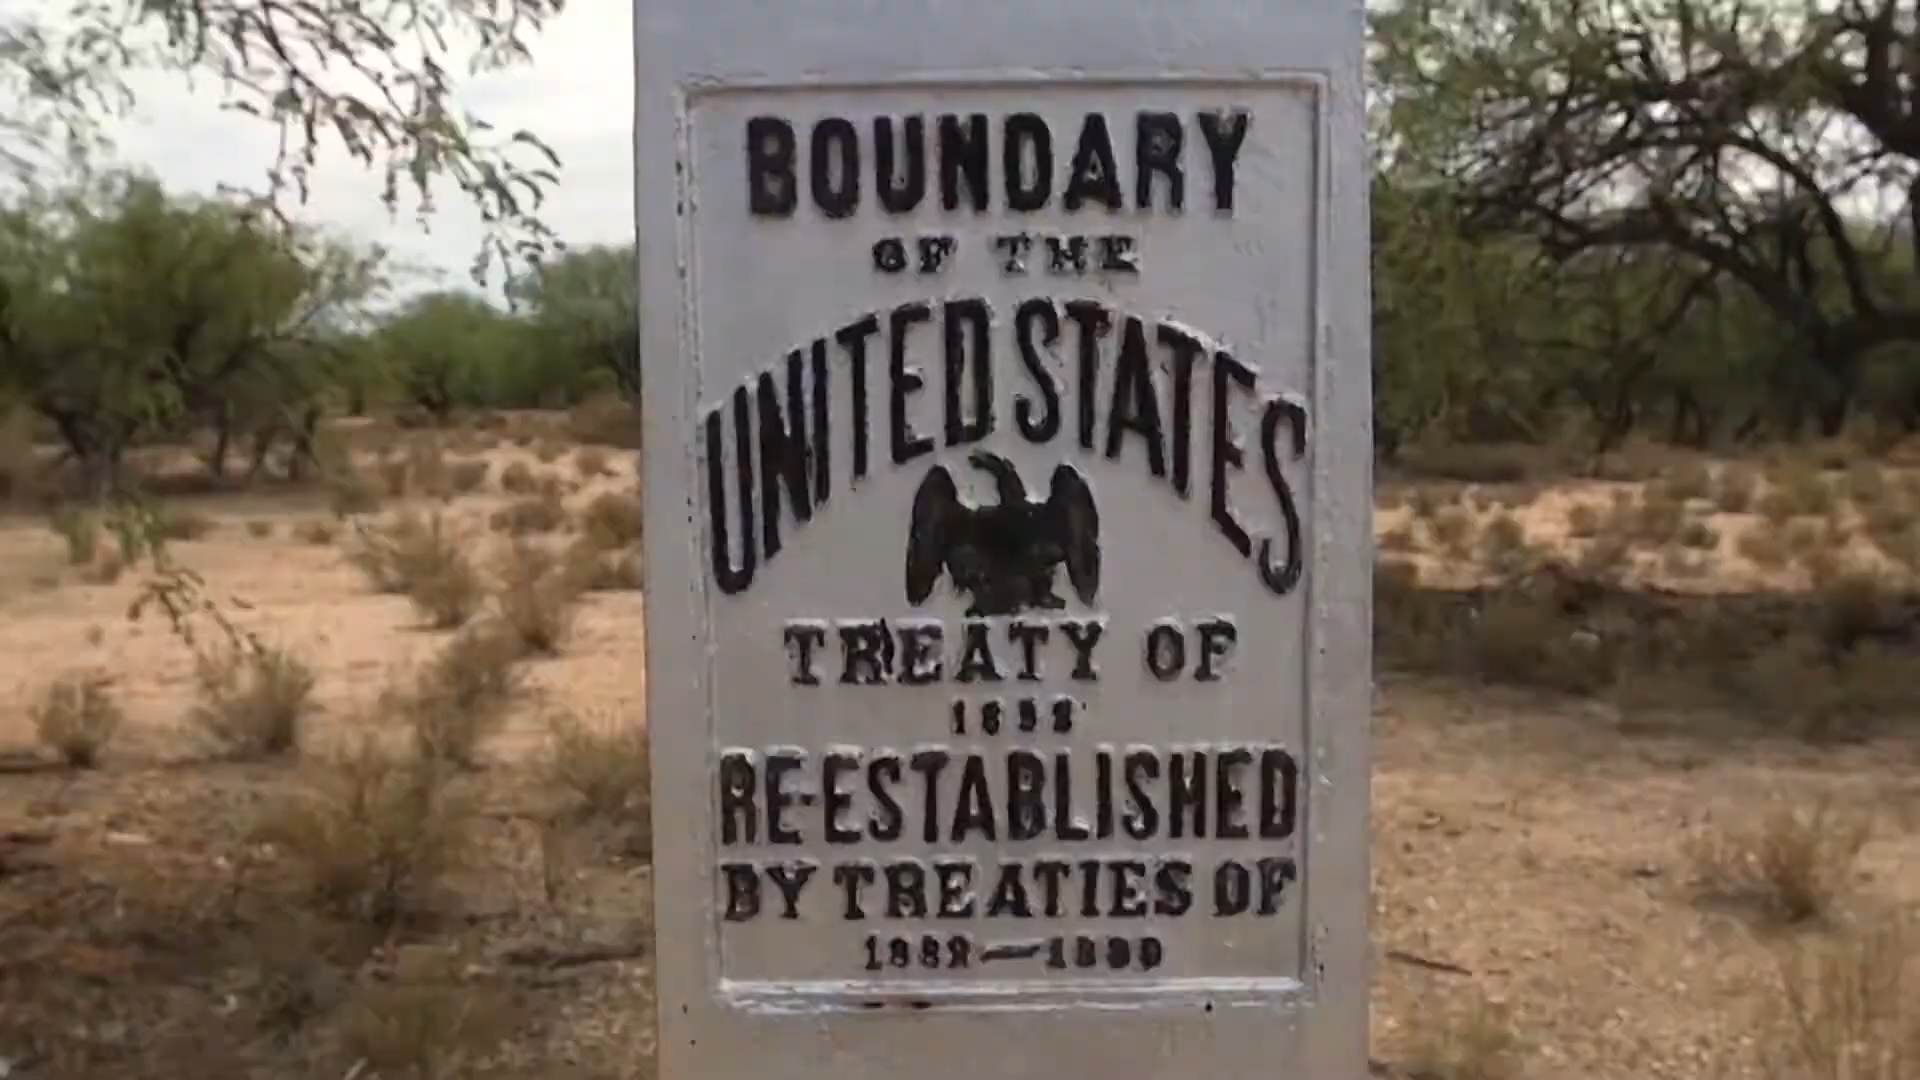 BOUNDARY
OF THE
UNITED STATES
TREATY OF
RE-ESTABLISHED
BY TREATIES OF